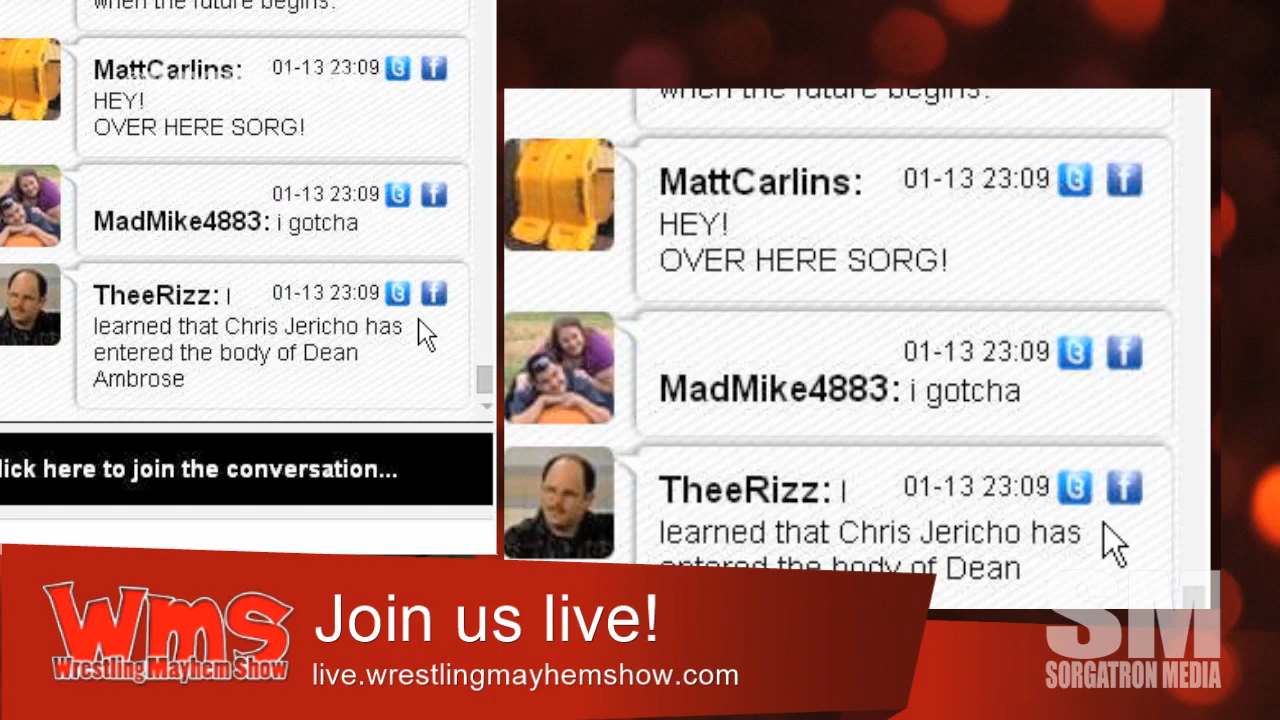 when the future begins.
MattCarlins: 01-13 23:09
HEY!
OVER HERE SORG!
01-13 23:09
MadMike4883: i gotcha
TheeRizz: I 01-13 23:09
learned that Chris Jericho has
entered the body of Dean
Ambrose
lick here to join the conversation...
when the future begins.
MattCarlins: 01-13 23:09
HEY!
OVER HERE SORG!
01-13 23:09
MadMike4883: i gotcha
TheeRizz: I 01-13 23:09
learned that Chris Jericho has
entered the body of Dean
wms
Wrestling Mayhem Show
Join us live!
live.wrestlingmayhemshow.com
SM
SORGATRON MEDIA